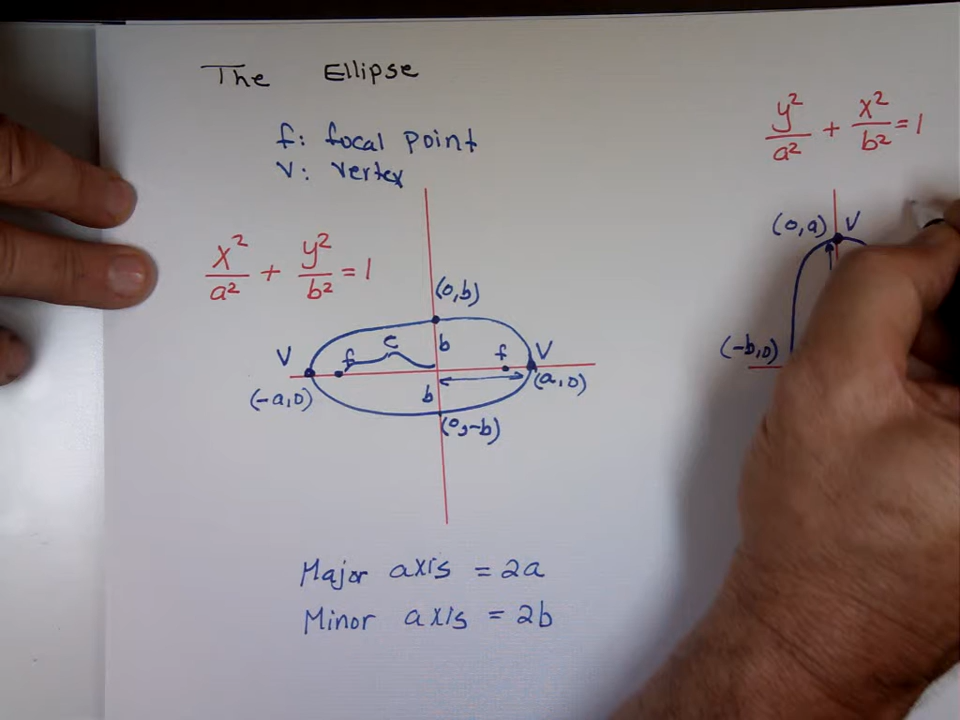 The Ellipse
f: focal point
V: vertex
y²/a² + x²/b² = 1
x²/a² + y²/b² = 1
(0,a) V
(0,b)
(-b,0)
c
b
V f f V
(-a,0) (a,0)
b
(0,-b)
Major axis = 2a
Minor axis = 2b